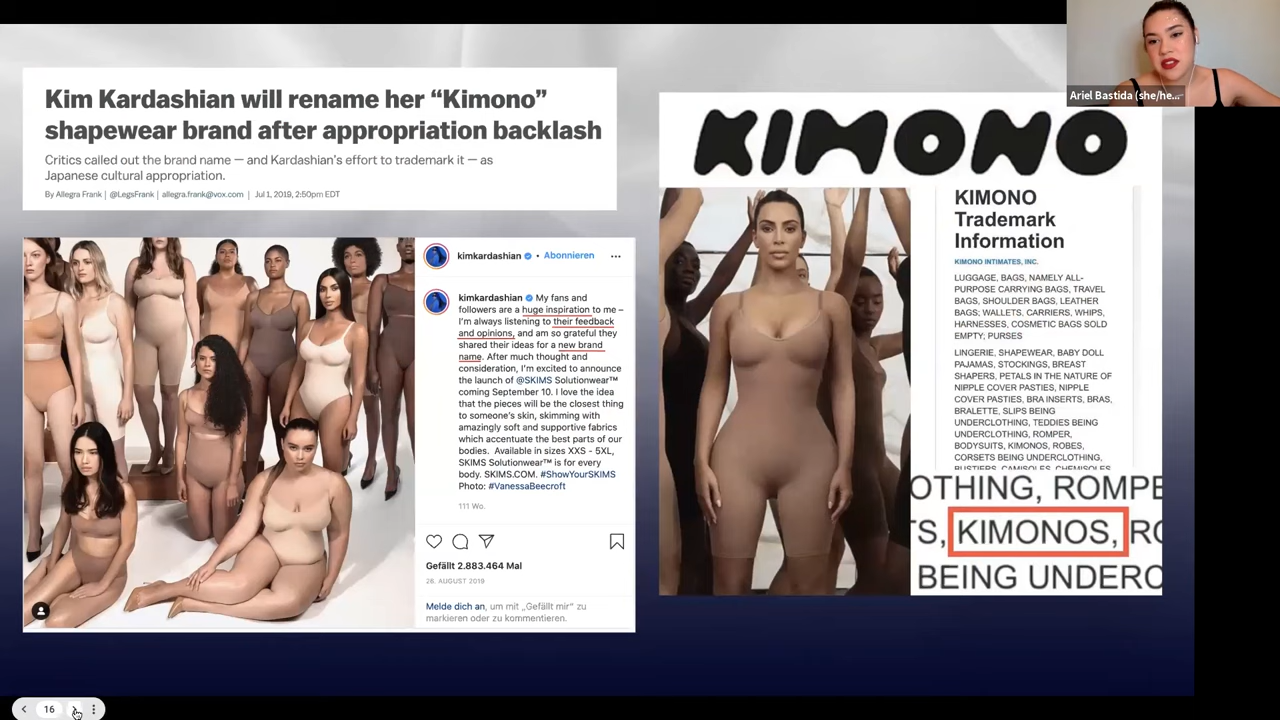 Kim Kardashian will rename her “Kimono”
shapewear brand after appropriation backlash
Critics called out the brand name — and Kardashian’s effort to trademark it — as
Japanese cultural appropriation.
By Allegra Frank | @LegsFrank | allegra.frank@vox.com | Jul 1, 2019, 2:50pm EDT
kimkardashian • Abonnieren
kimkardashian My fans and
followers are a huge inspiration to me –
I’m always listening to their feedback
and opinions, and am so grateful they
shared their ideas for a new brand
name. After much thought and
consideration, I’m excited to announce
the launch of @SKIMS Solutionwear™
coming September 10. I love the idea
that the pieces will be the closest thing
to someone’s skin, skimming with
amazingly soft and supportive fabrics
which accentuate the best parts of our
bodies. Available in sizes XXS - 5XL,
SKIMS Solutionwear™ is for every
body. SKIMS.COM. #ShowYourSKIMS
Photo: #VanessaBeecroft
111 Wo.
Gefällt 2.883.464 Mal
26. AUGUST 2019
Melde dich an, um mit „Gefällt mir“ zu
markieren oder zu kommentieren.
KIMONO
KIMONO
Trademark
Information
KIMONO INTIMATES, INC.
LUGGAGE, BAGS, NAMELY ALL-
PURPOSE CARRYING BAGS, TRAVEL
BAGS, SHOULDER BAGS, LEATHER
BAGS; WALLETS, CARRIERS, WHIPS,
HARNESSES, COSMETIC BAGS SOLD
EMPTY; PURSES
LINGERIE, SHAPEWEAR, BABY DOLL
PAJAMAS, STOCKINGS, BREAST
SHAPERS, PETALS IN THE NATURE OF
NIPPLE COVER PASTIES, NIPPLE
COVER PASTIES, BRA INSERTS, BRAS,
BRALETTE, SLIPS BEING
UNDERCLOTHING, TEDDIES BEING
UNDERCLOTHING, ROMPER,
BODYSUITS, KIMONOS, ROBES,
CORSETS BEING UNDERCLOTHING,
BUSTIERS, CAMISOLES, CHEMISOLES
OTHING, ROMPE
S, KIMONOS, RO
BEING UNDERC
Ariel Bastida (she/he...
16